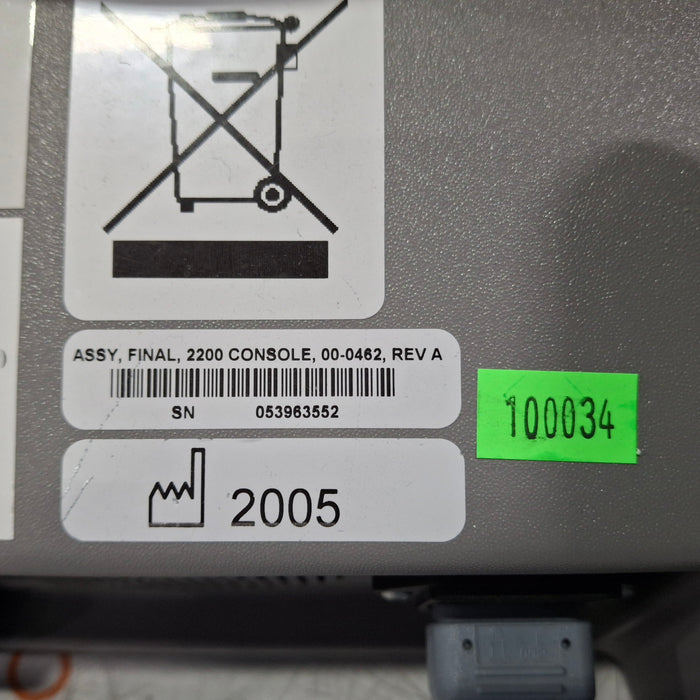 ASSY, FINAL, 2200 CONSOLE, 00-0462, REV A
SN 053963552
100034
2005